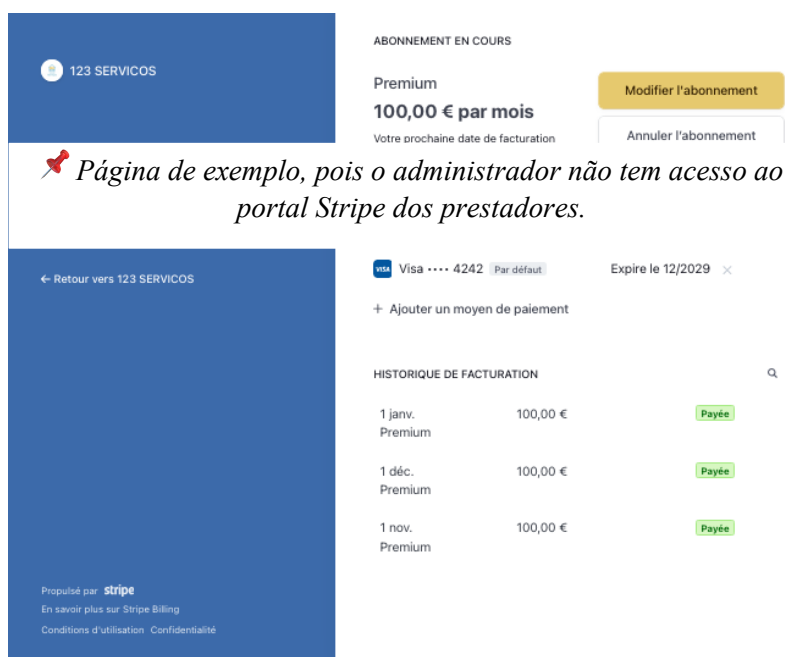 123 SERVICOS
ABONNEMENT EN COURS
Premium
100,00 € par mois
Votre prochaine date de facturation
Modifier l'abonnement
Annuler l'abonnement
Página de exemplo, pois o administrador não tem acesso ao
portal Stripe dos prestadores.
← Retour vers 123 SERVICOS
VISA Visa •••• 4242 Par défaut Expire le 12/2029 ×
+ Ajouter un moyen de paiement
HISTORIQUE DE FACTURATION
1 janv. 100,00 € Payée
Premium
1 déc. 100,00 € Payée
Premium
1 nov. 100,00 € Payée
Premium
Propulsé par stripe
En savoir plus sur Stripe Billing
Conditions d'utilisation Confidentialité